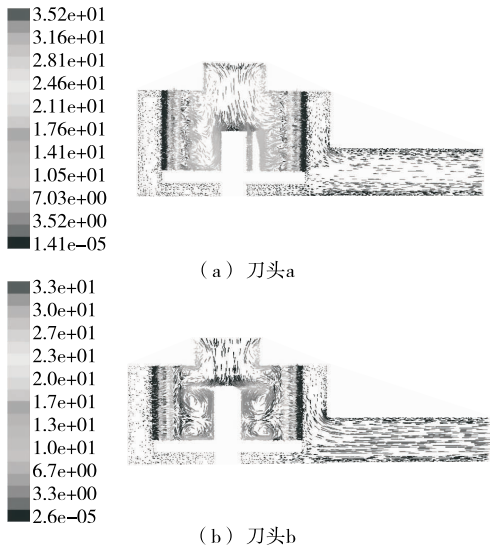 3.52e+01
3.16e+01
2.81e+01
2.46e+01
2.11e+01
1.76e+01
1.41e+01
1.05e+01
7.03e+00
3.52e+00
1.41e-05
（a） 刀头a
3.3e+01
3.0e+01
2.7e+01
2.3e+01
2.0e+01
1.7e+01
1.3e+01
1.0e+01
6.7e+00
3.3e+00
2.6e-05
（b） 刀头b